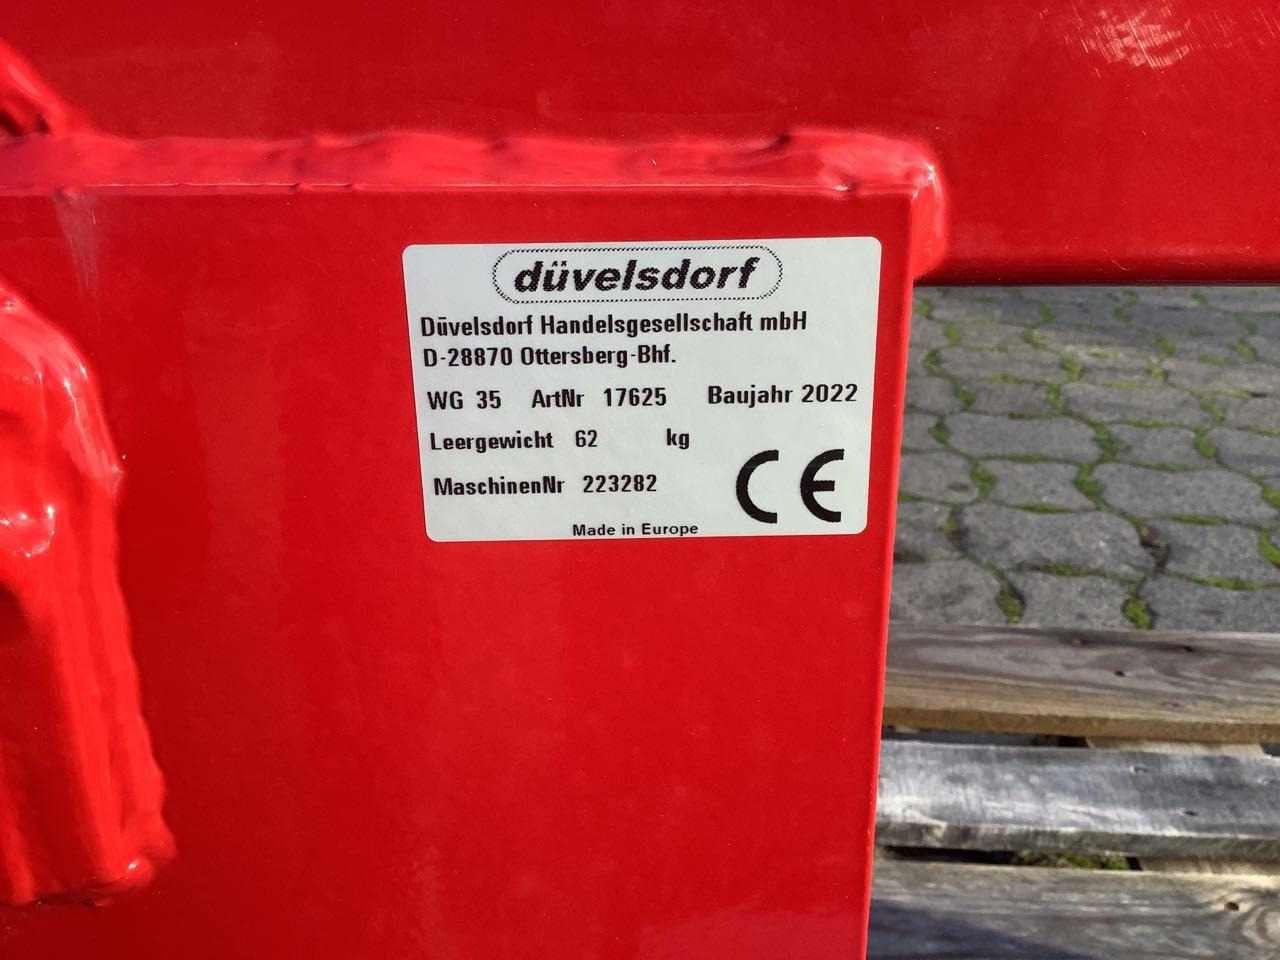 düvelsdorf
Düvelsdorf Handelsgesellschaft mbH
D-28870 Ottersberg-Bhf.
WG 35 ArtNr 17625 Baujahr 2022
Leergewicht 62 kg
MaschinenNr 223282 CE
Made in Europe